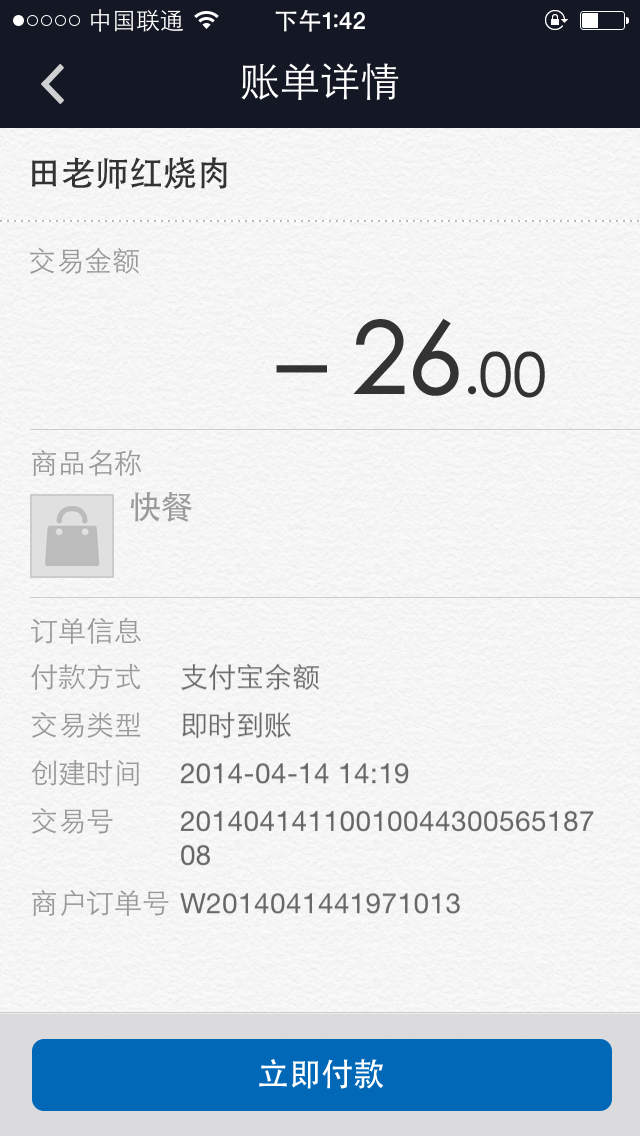 中国联通 下午1:42
账单详情
田老师红烧肉
交易金额
– 26.00
商品名称
快餐
订单信息
付款方式 支付宝余额
交易类型 即时到账
创建时间 2014-04-14 14:19
交易号 20140414110010044300565187
08
商户订单号 W2014041441971013
立即付款